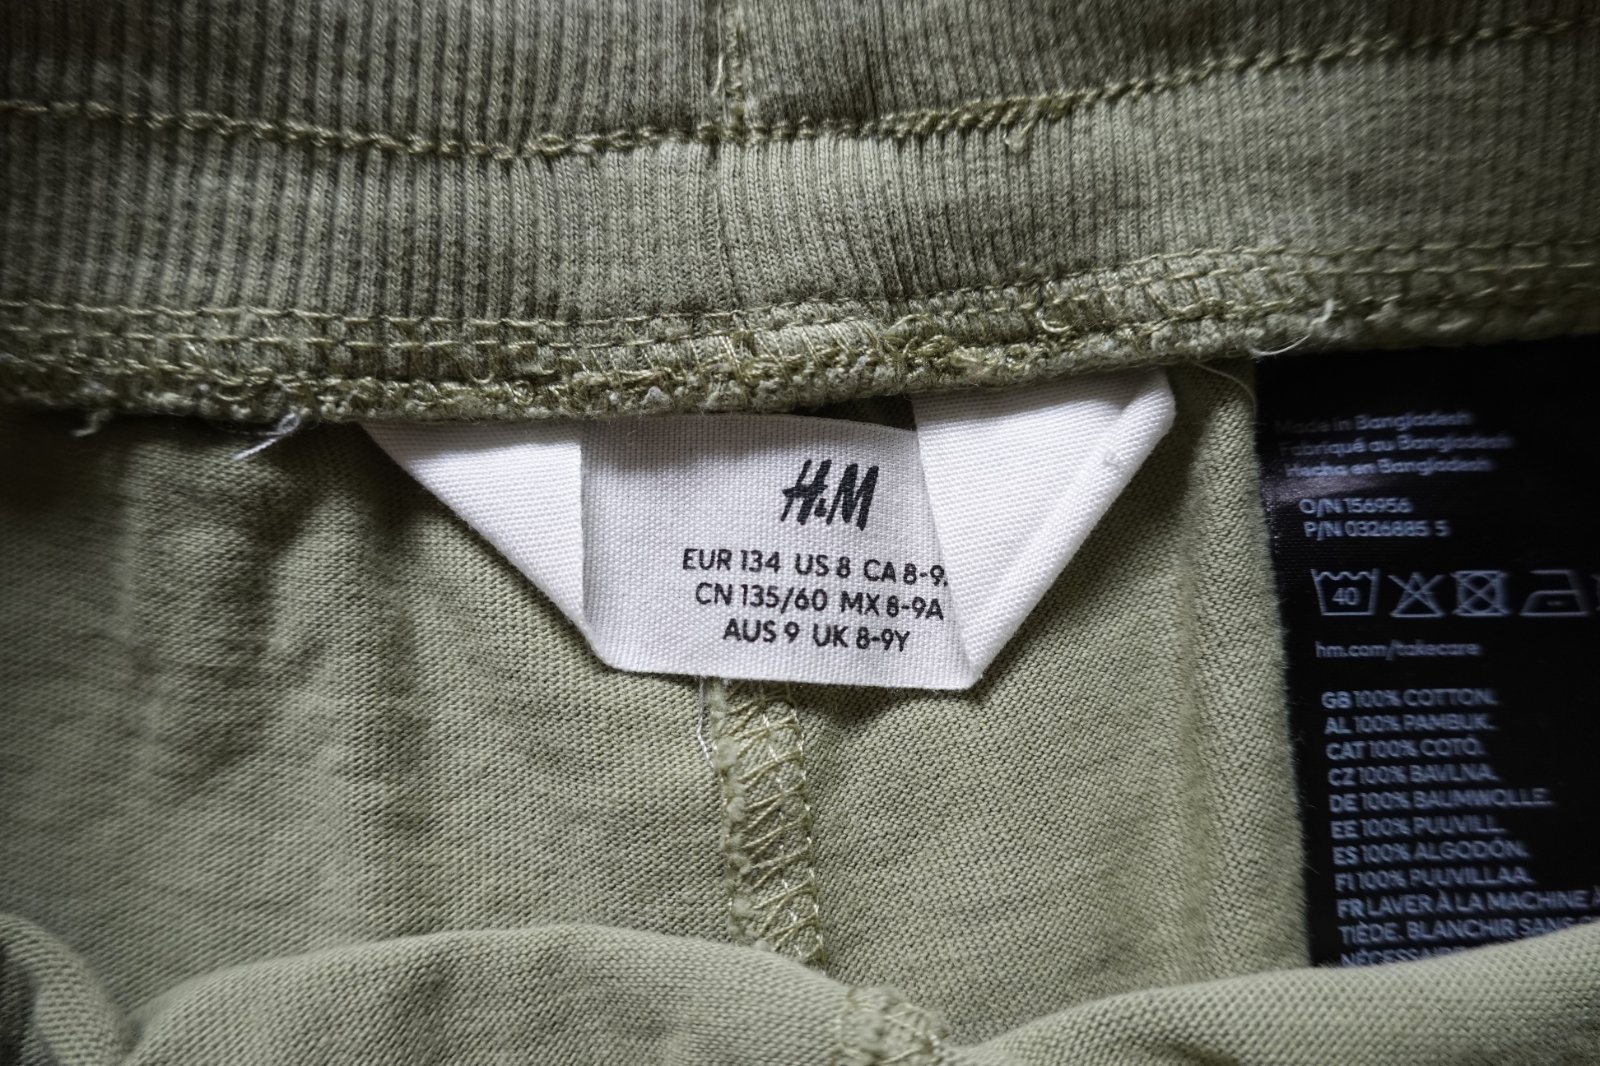 H&M
EUR 134 US 8 CA 8-9
CN 135/60 MX 8-9A
AUS 9 UK 8-9Y
Made in Bangladesh
Fabriqué au Bangladesh
Hecho en Bangladesh
O/N 156956
P/N 0326885 5
40
hm.com/takecare
GB 100% COTTON.
AL 100% PAMBUK.
CAT 100% COTÓ.
CZ 100% BAVLNA.
DE 100% BAUMWOLLE.
EE 100% PUUVILL.
ES 100% ALGODÓN.
FI 100% PUUVILLAA.
FR LAVER À LA MACHINE À
TIÈDE. BLANCHIR SANS